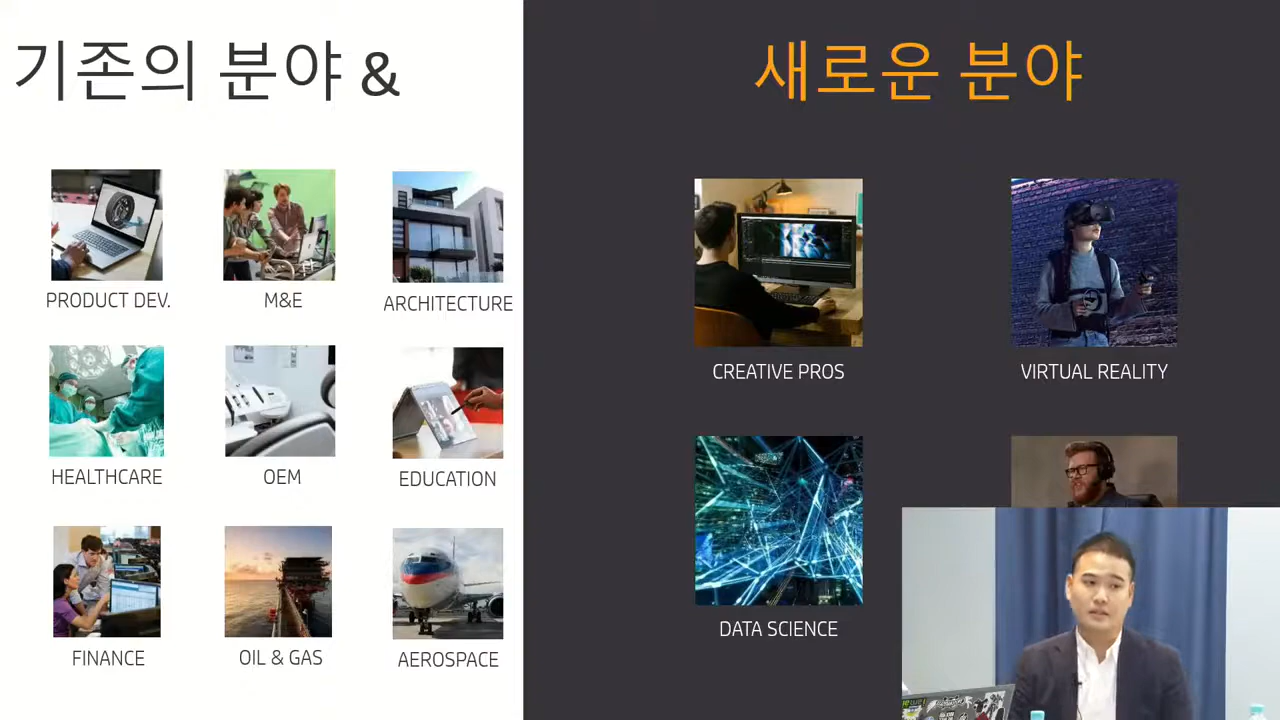 기존의 분야 &
PRODUCT DEV.
M&E
ARCHITECTURE
HEALTHCARE
OEM
EDUCATION
FINANCE
OIL & GAS
AEROSPACE
새로운 분야
CREATIVE PROS
VIRTUAL REALITY
DATA SCIENCE